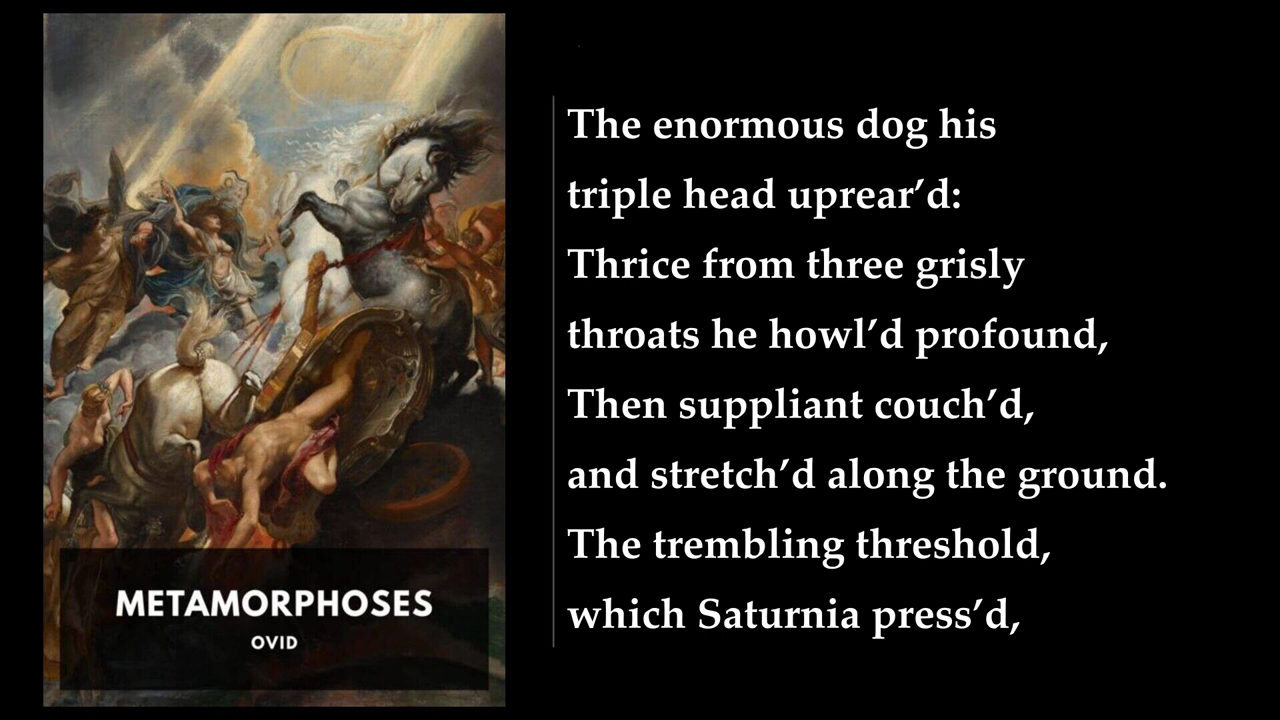 METAMORPHOSES
OVID
The enormous dog his
triple head uprear’d:
Thrice from three grisly
throats he howl’d profound,
Then suppliant couch’d,
and stretch’d along the ground.
The trembling threshold,
which Saturnia press’d,